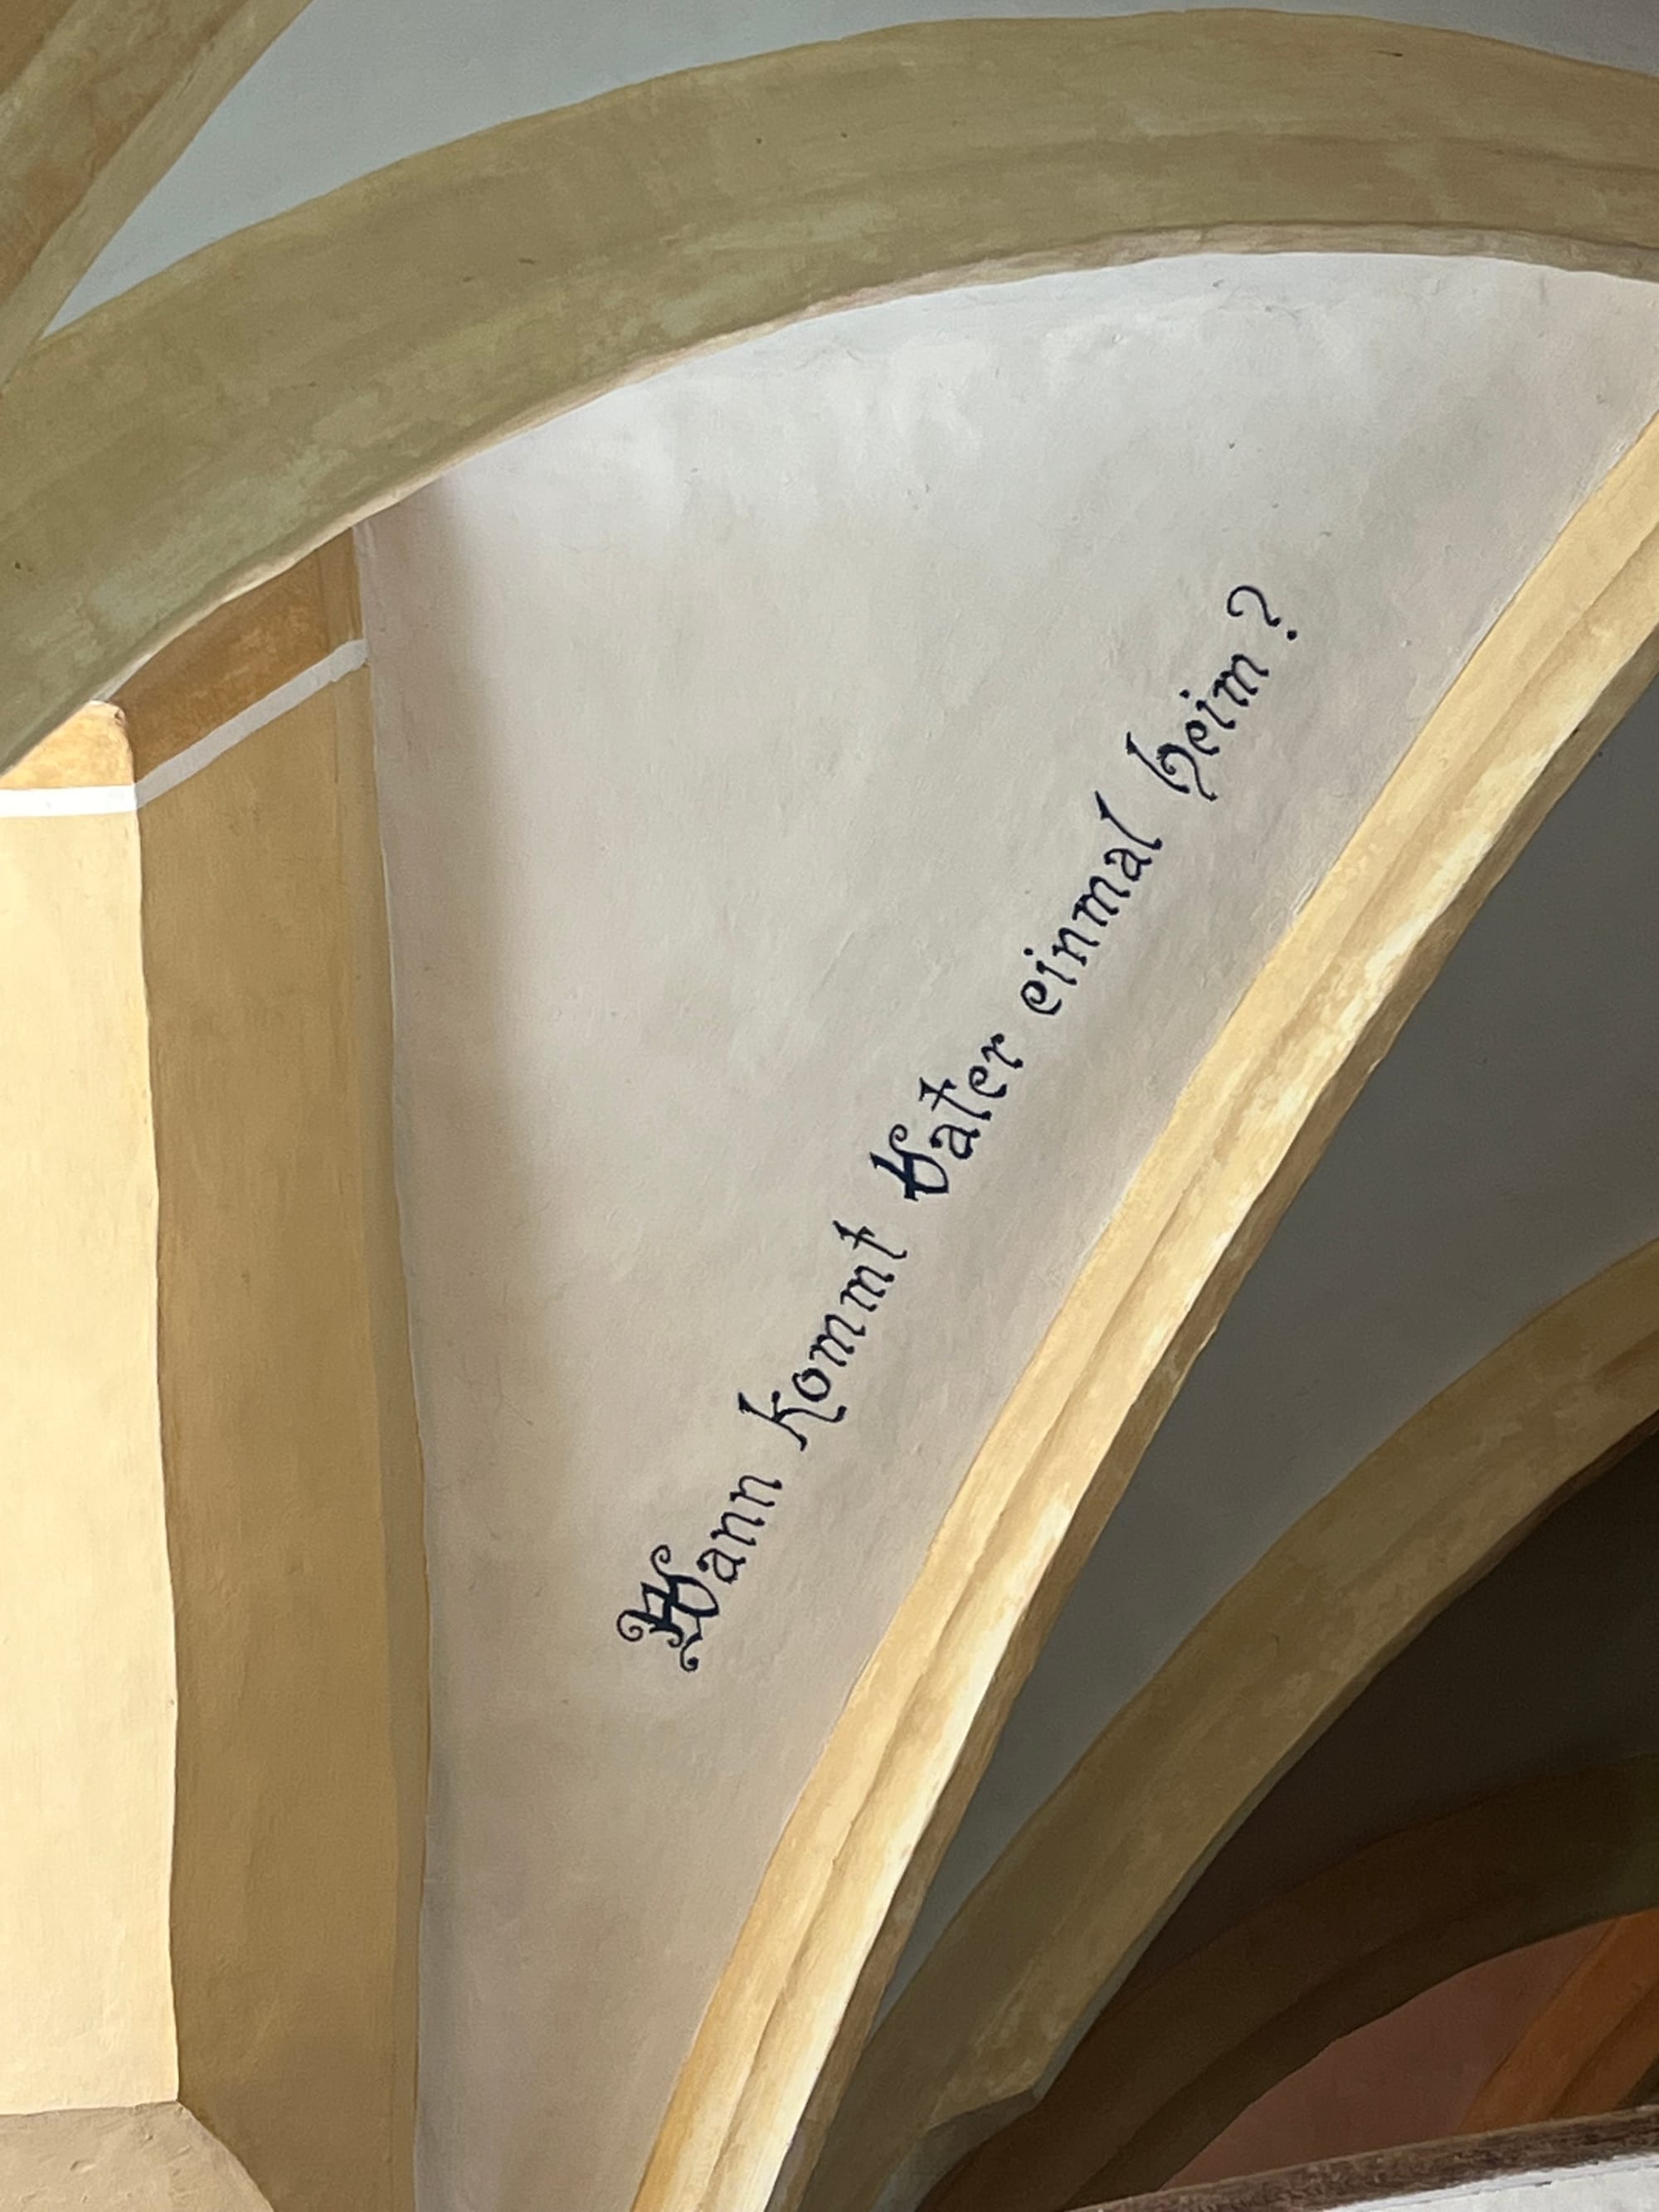 Wann kommt Vater einmal heim?